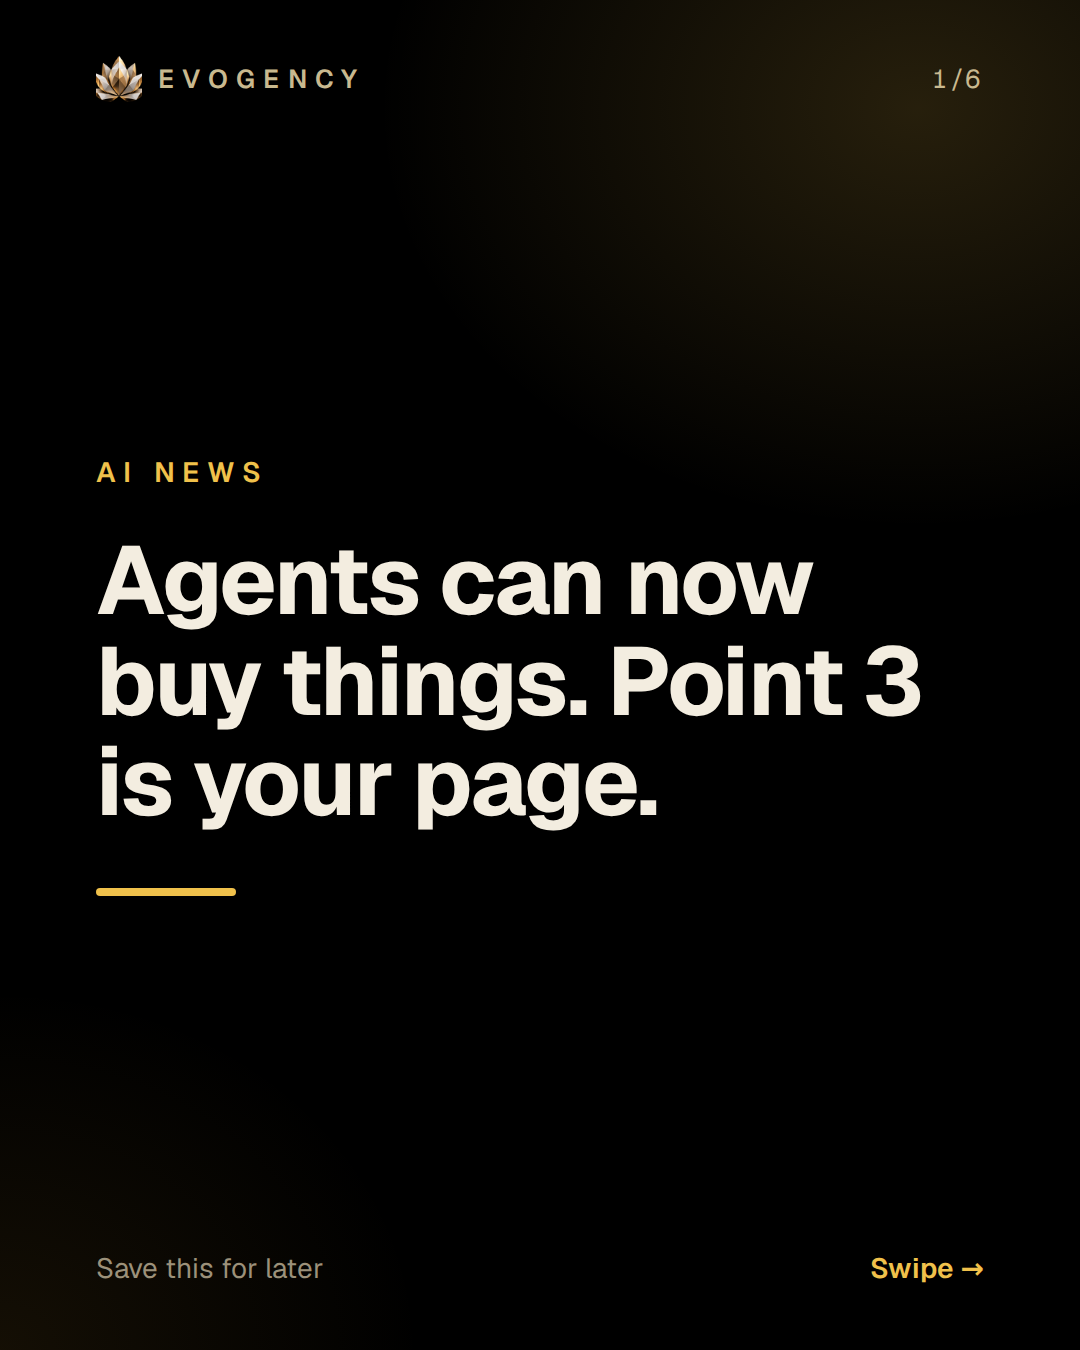 EVOGENCY
1/6
AI NEWS
Agents can now
buy things. Point 3
is your page.
Save this for later
Swipe →